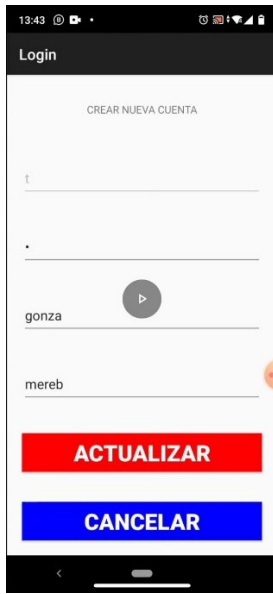 13:43
Login
CREAR NUEVA CUENTA
t
•
gonza
mereb
ACTUALIZAR
CANCELAR